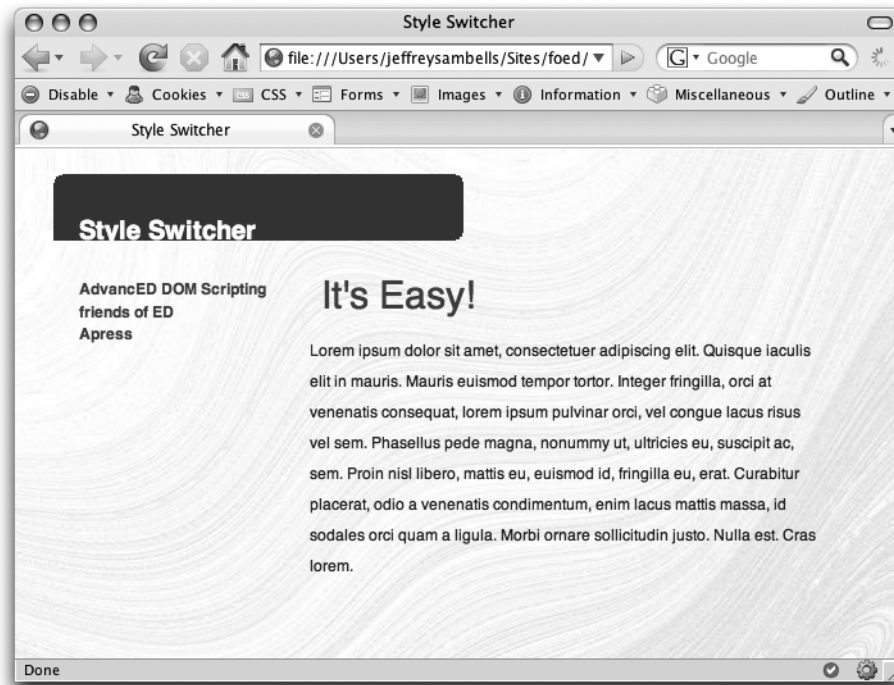 Style Switcher
file:///Users/jeffreysambells/Sites/foed/
G Google
Disable Cookies CSS CSS Forms Images Information Miscellaneous Outline
Style Switcher
Style Switcher
AdvancED DOM Scripting
friends of ED
Apress
It's Easy!
Lorem ipsum dolor sit amet, consectetuer adipiscing elit. Quisque iaculis
elit in mauris. Mauris euismod tempor tortor. Integer fringilla, orci at
venenatis consequat, lorem ipsum pulvinar orci, vel congue lacus risus
vel sem. Phasellus pede magna, nonummy ut, ultricies eu, suscipit ac,
sem. Proin nisl libero, mattis eu, euismod id, fringilla eu, erat. Curabitur
placerat, odio a venenatis condimentum, enim lacus mattis massa, id
sodales orci quam a ligula. Morbi ornare sollicitudin justo. Nulla est. Cras
lorem.
Done